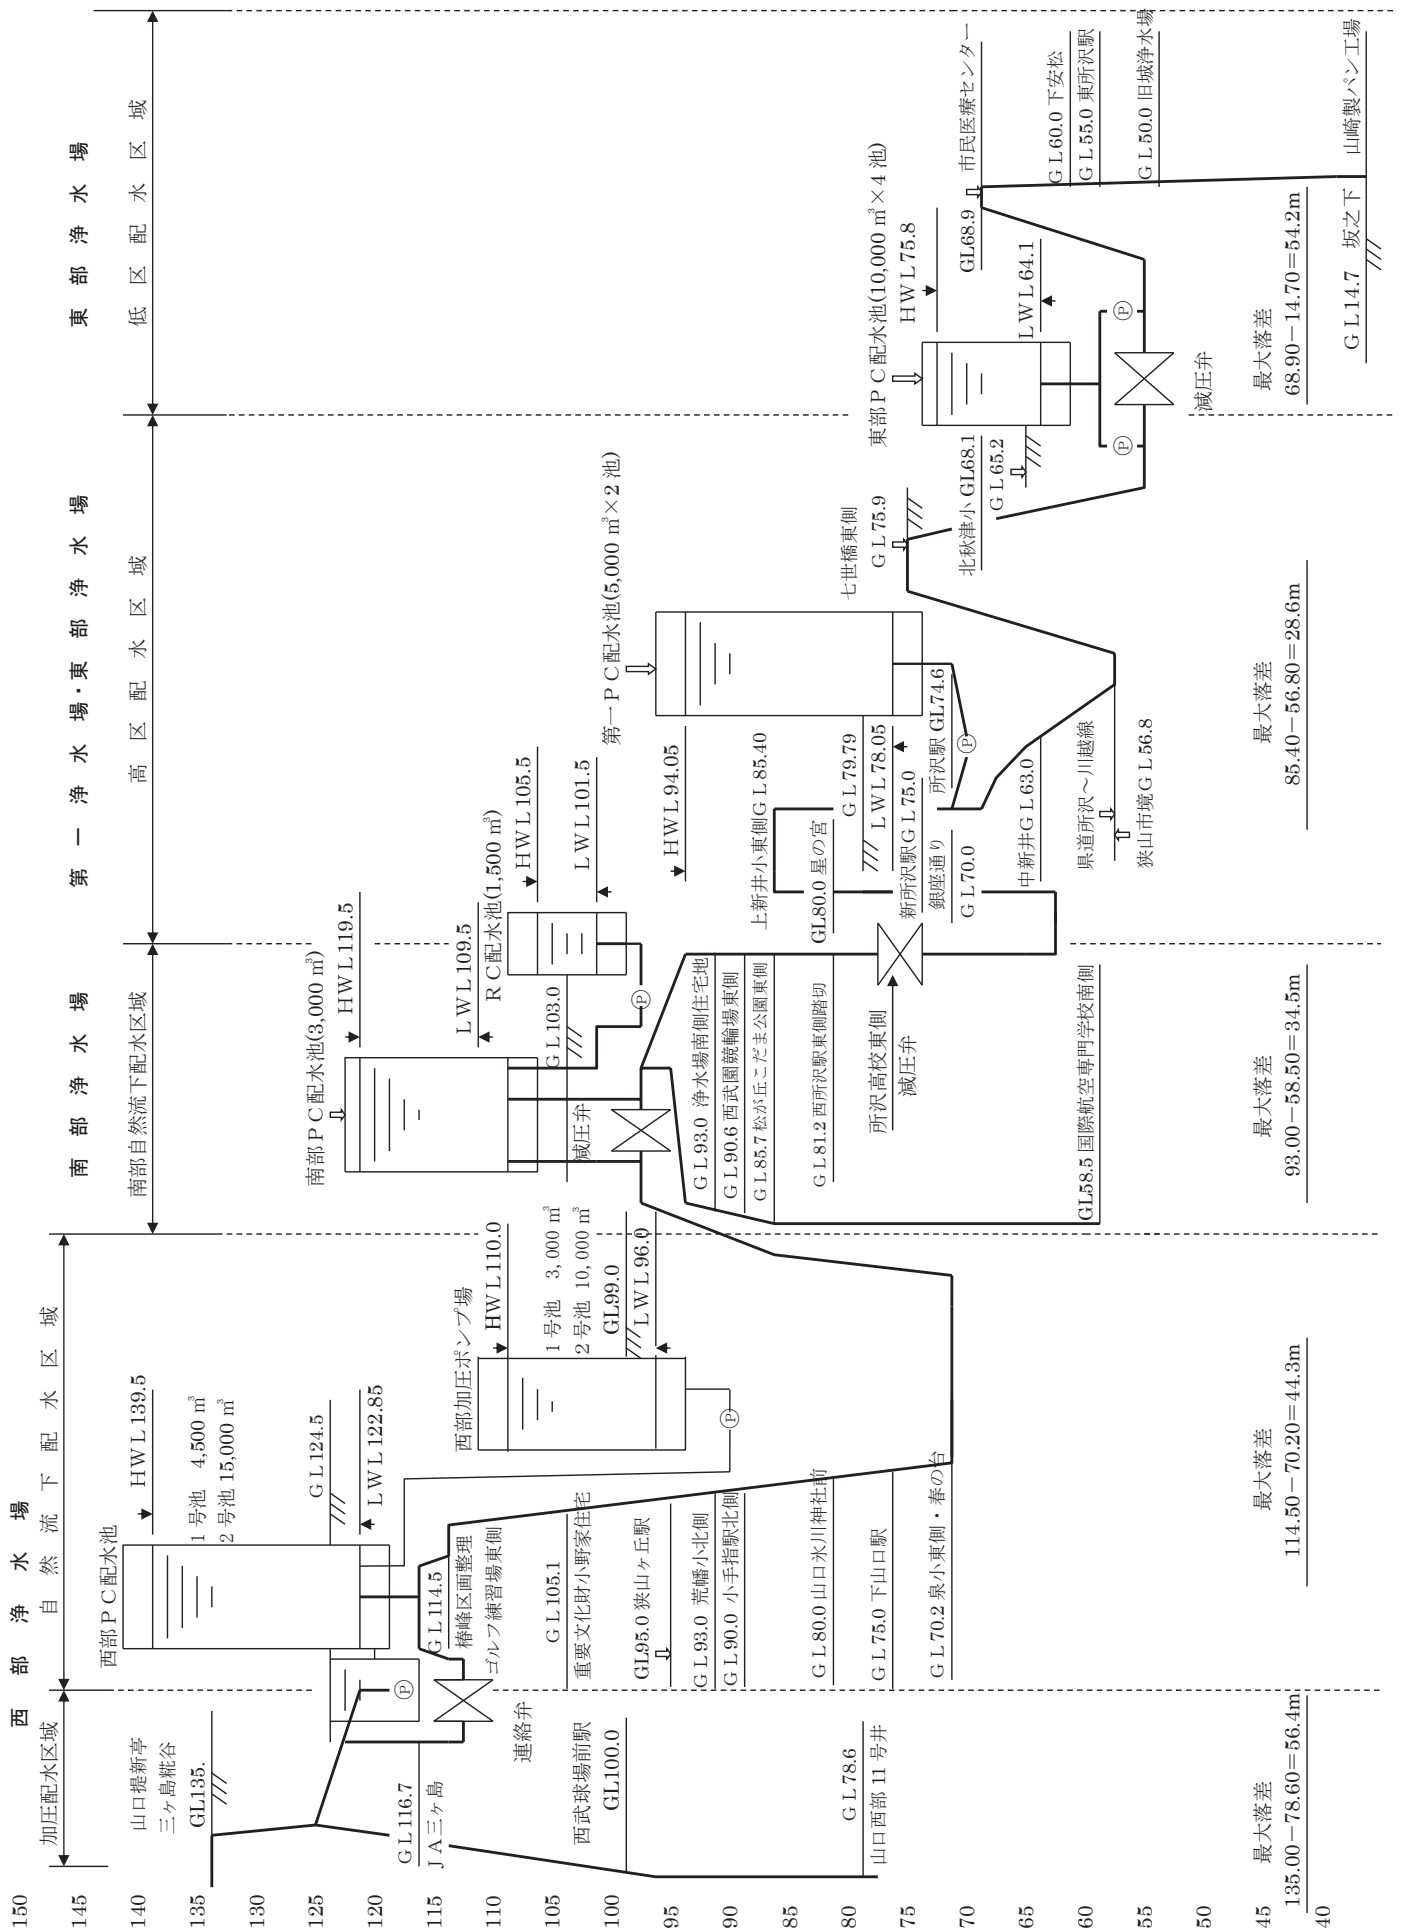 西部浄水場
南部浄水場
第一浄水場・東部浄水場
東部浄水場
加圧配水区域
自然流下配水区域
南部自然流下配水区域
高区配水区域
低区配水区域
150
145
140
135
130
125
120
115
110
105
100
95
90
85
80
75
70
65
60
55
50
45
40
山口提新亭
三ヶ島糀谷
GL135.
GL116.7
JA三ヶ島
西武球場前駅
GL100.0
GL78.6
山口西部11号井
最大落差
135.00－78.60＝56.4m
連絡弁
P
西部PC配水池
HWL139.5
1号池 4,500㎥
2号池 15,000㎥
GL124.5
LWL122.85
GL114.5
椿峰区画整理
ゴルフ練習場東側
GL105.1
重要文化財小野家住宅
GL95.0 狭山ヶ丘駅
GL93.0 荒幡小北側
GL90.0 小手指駅北側
GL80.0 山口氷川神社前
GL75.0 下山口駅
GL70.2 泉小東側・春の台
最大落差
114.50－70.20＝44.3m
西部加圧ポンプ場
HWL110.0
1号池 3,000㎥
2号池 10,000㎥
GL99.0
LWL96.0
P
南部PC配水池(3,000㎥)
HWL119.5
LWL109.5
RC配水池(1,500㎥)
HWL105.5
LWL101.5
GL103.0
P
減圧弁
GL93.0 浄水場南側住宅地
GL90.6 西武園競輪場東側
GL85.7 松が丘こだま公園東側
GL81.2 西所沢駅東側踏切
所沢高校東側
減圧弁
GL58.5 国際航空専門学校南側
最大落差
93.00－58.50＝34.5m
第一PC配水池(5,000㎥×2池)
HWL94.05
上新井小東側GL85.40
GL79.79
GL80.0 星の宮
LWL78.05
新所沢駅GL75.0
所沢駅GL74.6
銀座通り
GL70.0
P
中新井GL63.0
県道所沢～川越線
狭山市境GL56.8
最大落差
85.40－56.80＝28.6m
七世橋東側
GL75.9
北秋津小GL68.1
GL65.2
東部PC配水池(10,000㎥×4池)
HWL75.8
LWL64.1
P
P
減圧弁
GL68.9
市民医療センター
GL60.0 下安松
GL55.0 東所沢駅
GL50.0 旧城浄水場
GL14.7 坂之下
山崎製パン工場
最大落差
68.90－14.70＝54.2m